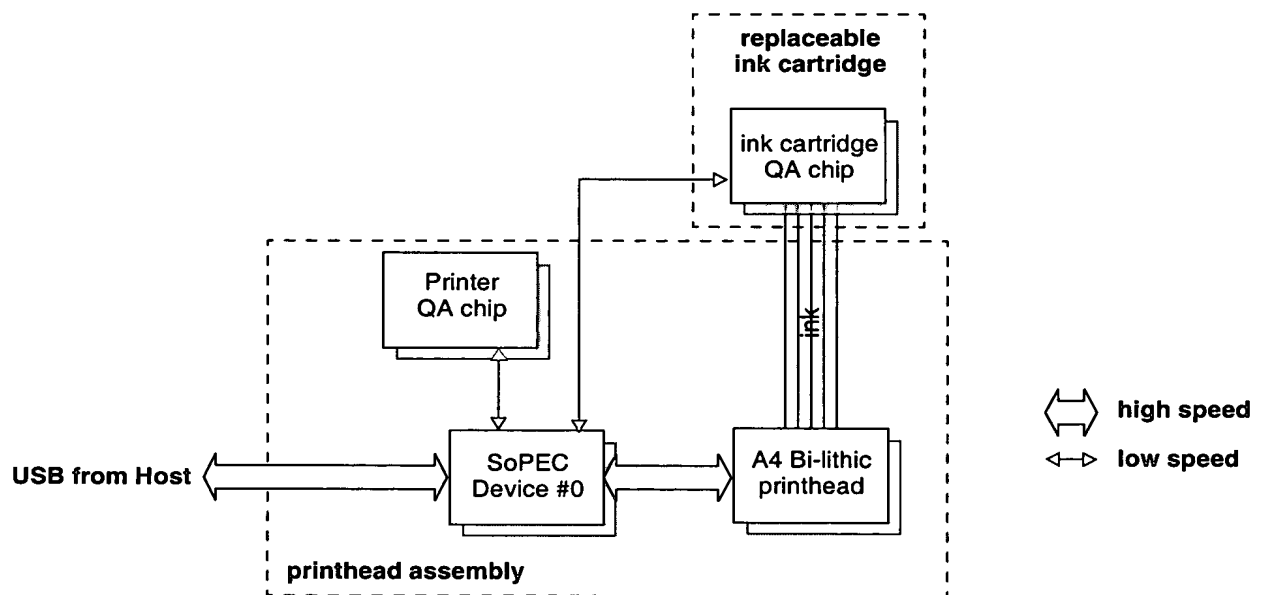 replaceable
ink cartridge
ink cartridge
QA chip
Printer
QA chip
ink
high speed
low speed
USB from Host
SoPEC
Device #0
A4 Bi-lithic
printhead
printhead assembly